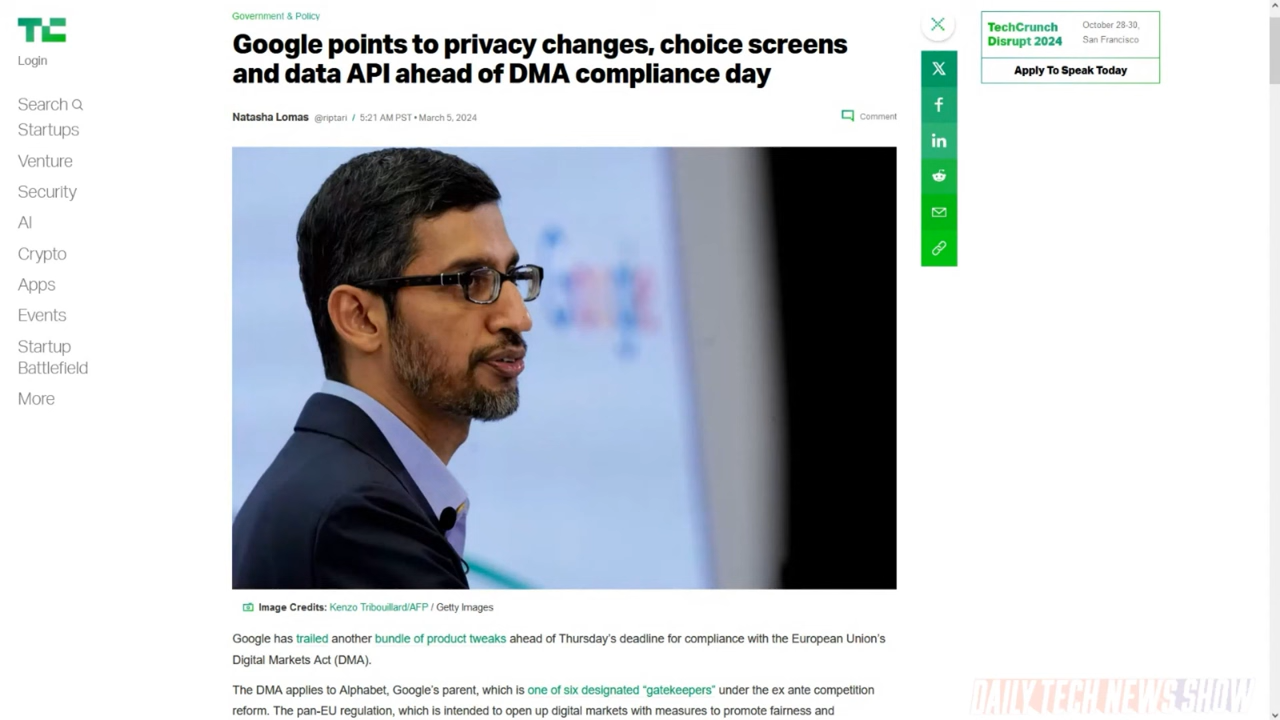 TC
Login
Search
Startups
Venture
Security
AI
Crypto
Apps
Events
Startup
Battlefield
More
Government & Policy
Google points to privacy changes, choice screens
and data API ahead of DMA compliance day
Natasha Lomas @riptari / 5:21 AM PST • March 5, 2024
Comment
Google
Image Credits: Kenzo Tribouillard/AFP / Getty Images
Google has trailed another bundle of product tweaks ahead of Thursday's deadline for compliance with the European Union's
Digital Markets Act (DMA).
The DMA applies to Alphabet, Google's parent, which is one of six designated "gatekeepers" under the ex ante competition
reform. The pan-EU regulation, which is intended to open up digital markets with measures to promote fairness and
X
f
in
TechCrunch
Disrupt 2024
October 28-30,
San Francisco
Apply To Speak Today
DAILY TECH NEWS SHOW